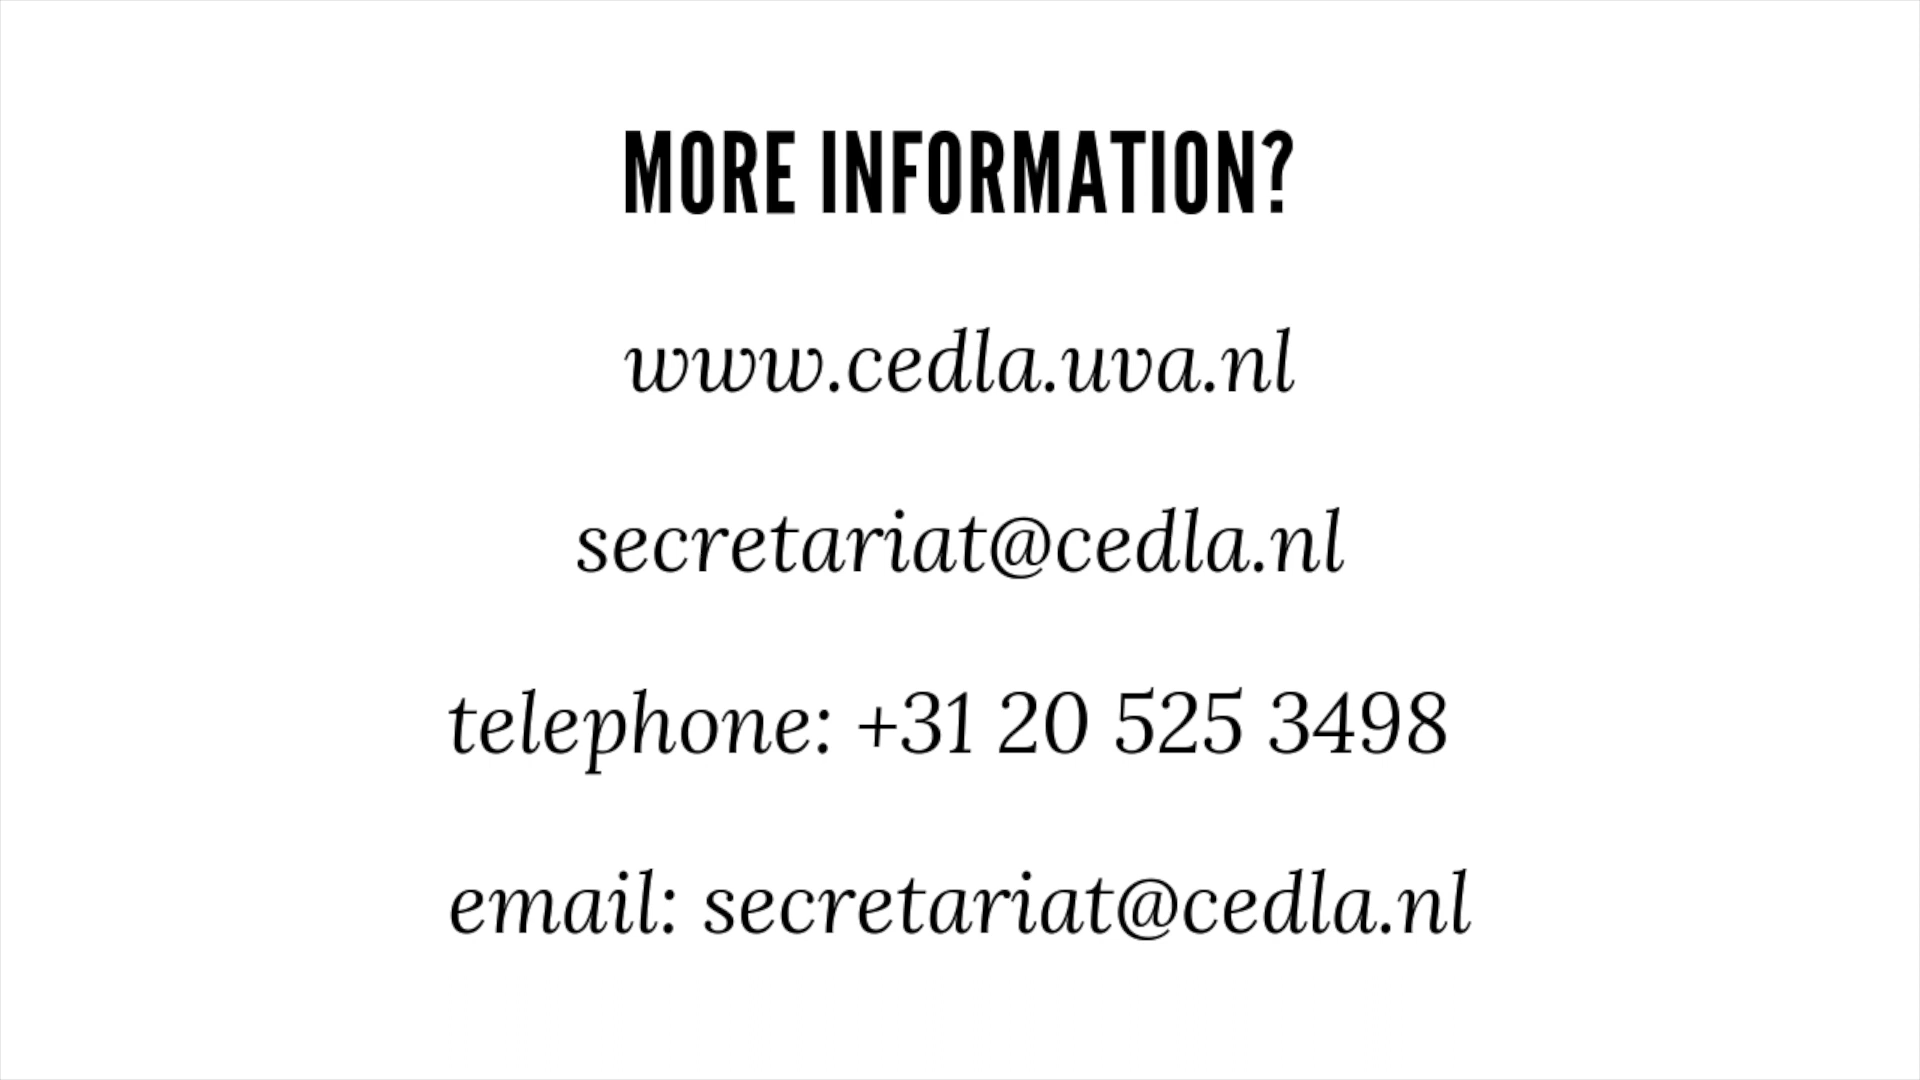 MORE INFORMATION?
www.cedla.uva.nl
secretariat@cedla.nl
telephone: +31 20 525 3498
email: secretariat@cedla.nl